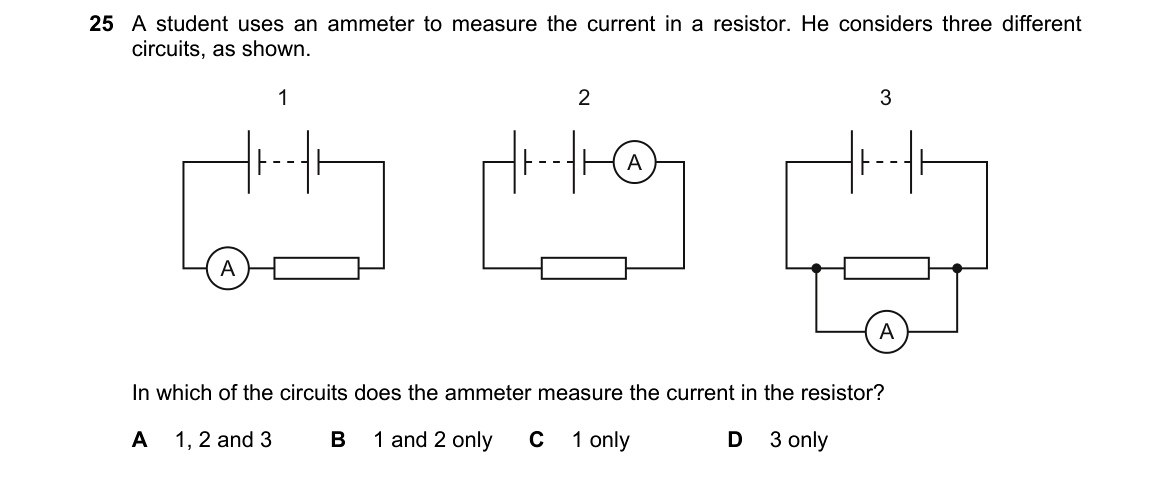 25 A student uses an ammeter to measure the current in a resistor. He considers three different
circuits, as shown.
1 2 3
A
A
A
In which of the circuits does the ammeter measure the current in the resistor?
A 1, 2 and 3 B 1 and 2 only C 1 only D 3 only